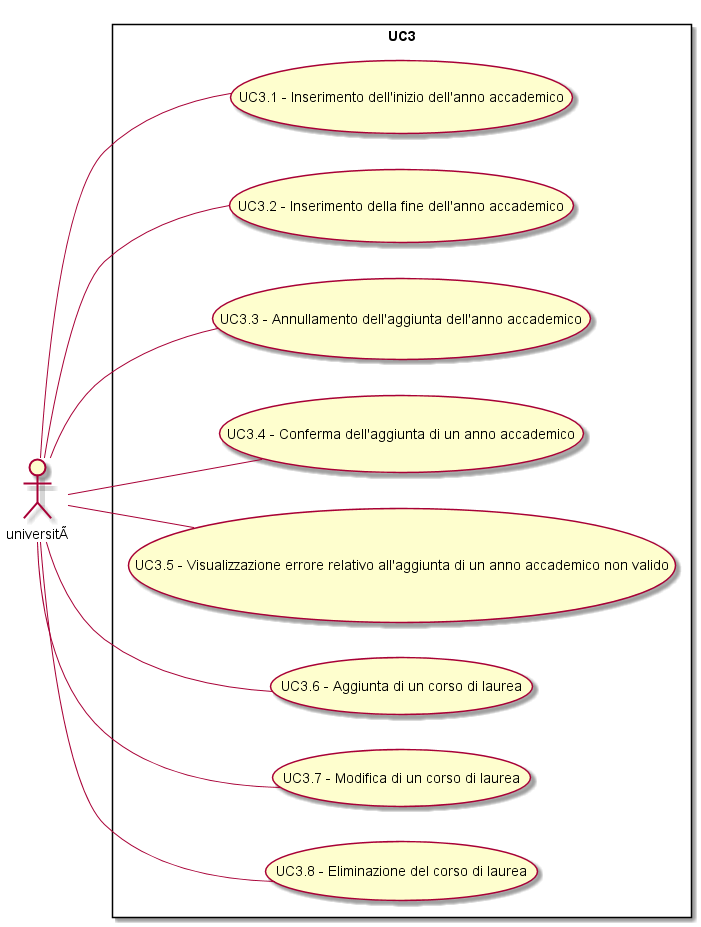 UC3
UC3.1 - Inserimento dell'inizio dell'anno accademico
UC3.2 - Inserimento della fine dell'anno accademico
UC3.3 - Annullamento dell'aggiunta dell'anno accademico
UC3.4 - Conferma dell'aggiunta di un anno accademico
universitÃ
UC3.5 - Visualizzazione errore relativo all'aggiunta di un anno accademico non valido
UC3.6 - Aggiunta di un corso di laurea
UC3.7 - Modifica di un corso di laurea
UC3.8 - Eliminazione del corso di laurea